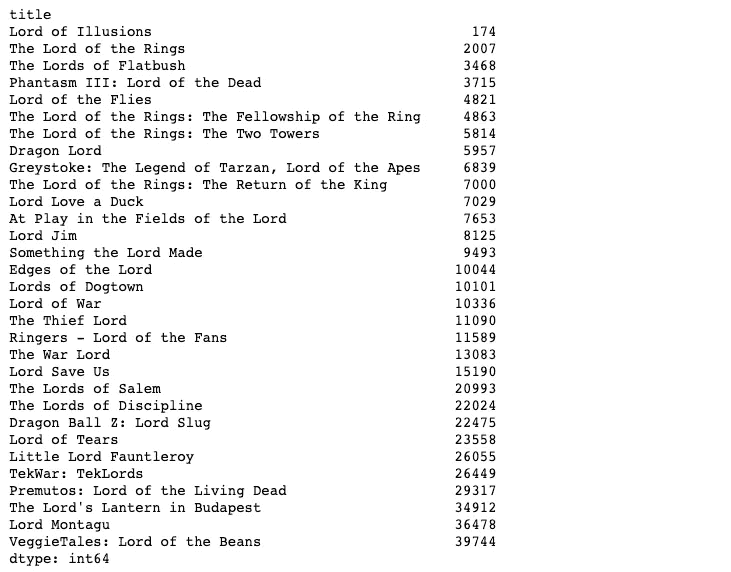 title
Lord of Illusions 174
The Lord of the Rings 2007
The Lords of Flatbush 3468
Phantasm III: Lord of the Dead 3715
Lord of the Flies 4821
The Lord of the Rings: The Fellowship of the Ring 4863
The Lord of the Rings: The Two Towers 5814
Dragon Lord 5957
Greystoke: The Legend of Tarzan, Lord of the Apes 6839
The Lord of the Rings: The Return of the King 7000
Lord Love a Duck 7029
At Play in the Fields of the Lord 7653
Lord Jim 8125
Something the Lord Made 9493
Edges of the Lord 10044
Lords of Dogtown 10101
Lord of War 10336
The Thief Lord 11090
Ringers - Lord of the Fans 11589
The War Lord 13083
Lord Save Us 15190
The Lords of Salem 20993
The Lords of Discipline 22024
Dragon Ball Z: Lord Slug 22475
Lord of Tears 23558
Little Lord Fauntleroy 26055
TekWar: TekLords 26449
Premutos: Lord of the Living Dead 29317
The Lord's Lantern in Budapest 34912
Lord Montagu 36478
VeggieTales: Lord of the Beans 39744
dtype: int64